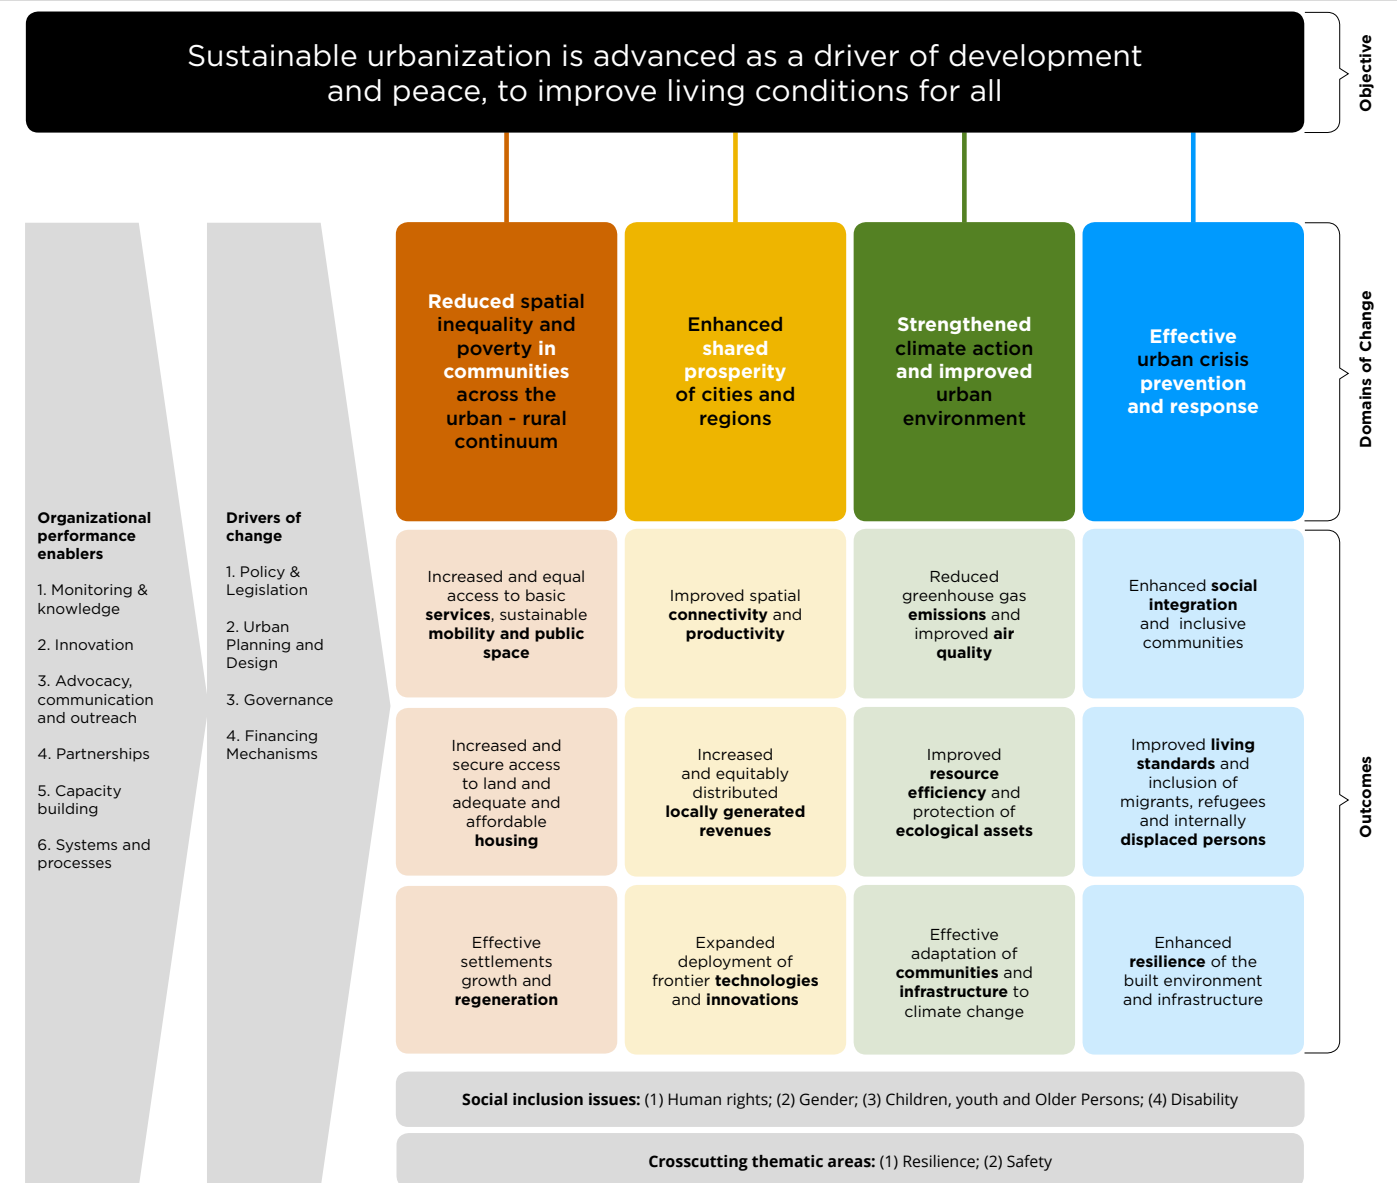 Sustainable urbanization is advanced as a driver of development
and peace, to improve living conditions for all
Objective
Organizational
performance
enablers
1. Monitoring &
knowledge
2. Innovation
3. Advocacy,
communication
and outreach
4. Partnerships
5. Capacity
building
6. Systems and
processes
Drivers of
change
1. Policy &
Legislation
2. Urban
Planning and
Design
3. Governance
4. Financing
Mechanisms
Reduced spatial
inequality and
poverty in
communities
across the
urban - rural
continuum
Enhanced
shared
prosperity
of cities and
regions
Strengthened
climate action
and improved
urban
environment
Effective
urban crisis
prevention
and response
Domains of Change
Increased and equal
access to basic
services, sustainable
mobility and public
space
Improved spatial
connectivity and
productivity
Reduced
greenhouse gas
emissions and
improved air
quality
Enhanced social
integration
and inclusive
communities
Increased and
secure access
to land and
adequate and
affordable
housing
Increased
and equitably
distributed
locally generated
revenues
Improved
resource
efficiency and
protection of
ecological assets
Improved living
standards and
inclusion of
migrants, refugees
and internally
displaced persons
Effective
settlements
growth and
regeneration
Expanded
deployment of
frontier technologies
and innovations
Effective
adaptation of
communities and
infrastructure to
climate change
Enhanced
resilience of the
built environment
and infrastructure
Outcomes
Social inclusion issues: (1) Human rights; (2) Gender; (3) Children, youth and Older Persons; (4) Disability
Crosscutting thematic areas: (1) Resilience; (2) Safety